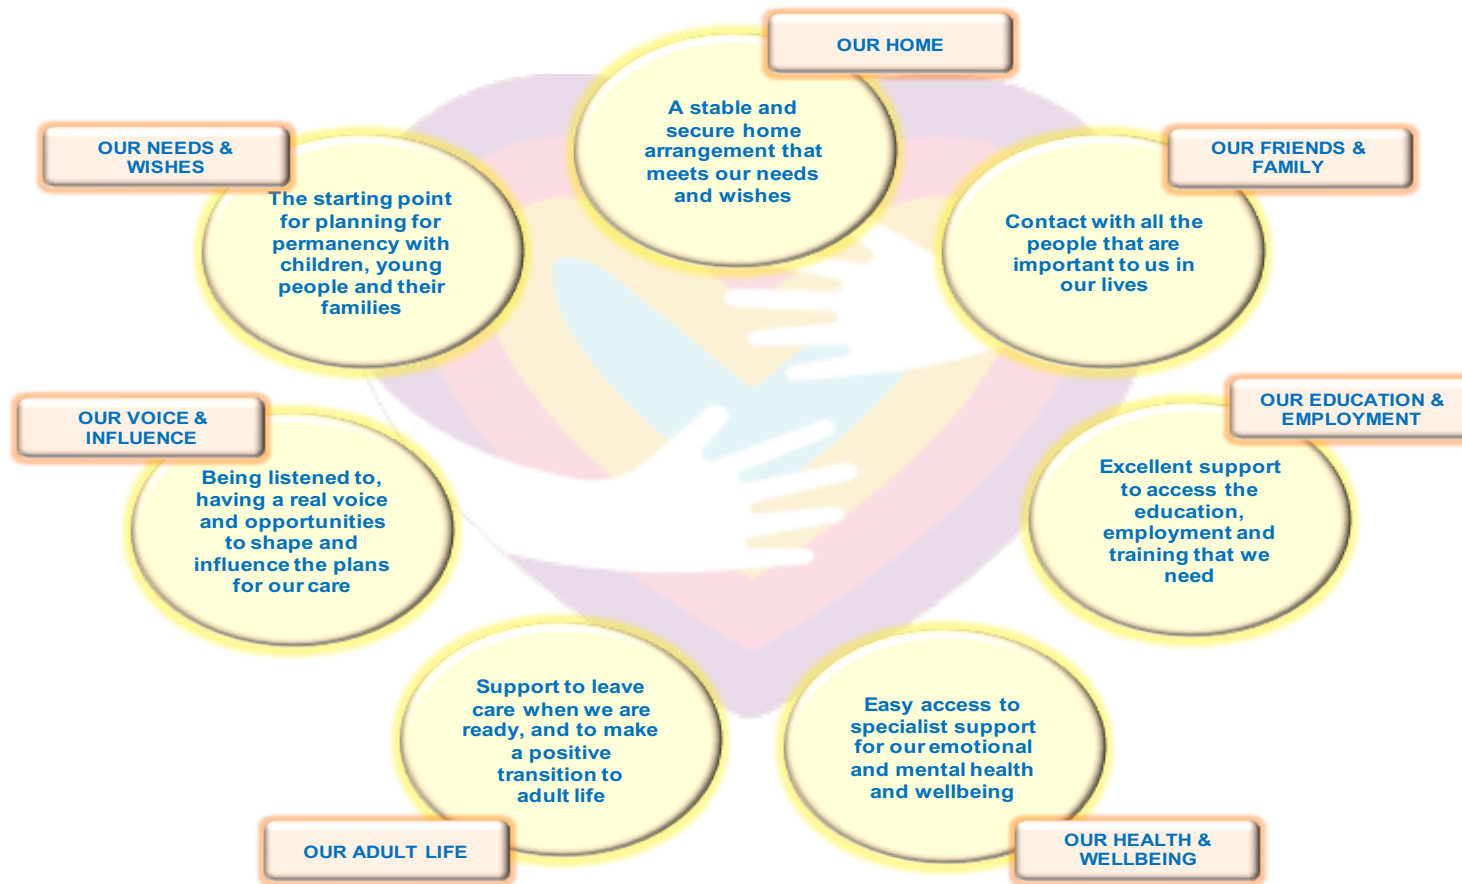 OUR HOME
A stable and
secure home
arrangement that
meets our needs
and wishes
OUR FRIENDS &
FAMILY
Contact with all the
people that are
important to us in
our lives
OUR EDUCATION &
EMPLOYMENT
Excellent support
to access the
education,
employment and
training that we
need
OUR HEALTH &
WELLBEING
Easy access to
specialist support
for our emotional
and mental health
and wellbeing
OUR ADULT LIFE
Support to leave
care when we are
ready, and to make
a positive
transition to
adult life
OUR VOICE &
INFLUENCE
Being listened to,
having a real voice
and opportunities
to shape and
influence the plans
for our care
OUR NEEDS &
WISHES
The starting point
for planning for
permanency with
children, young
people and their
families